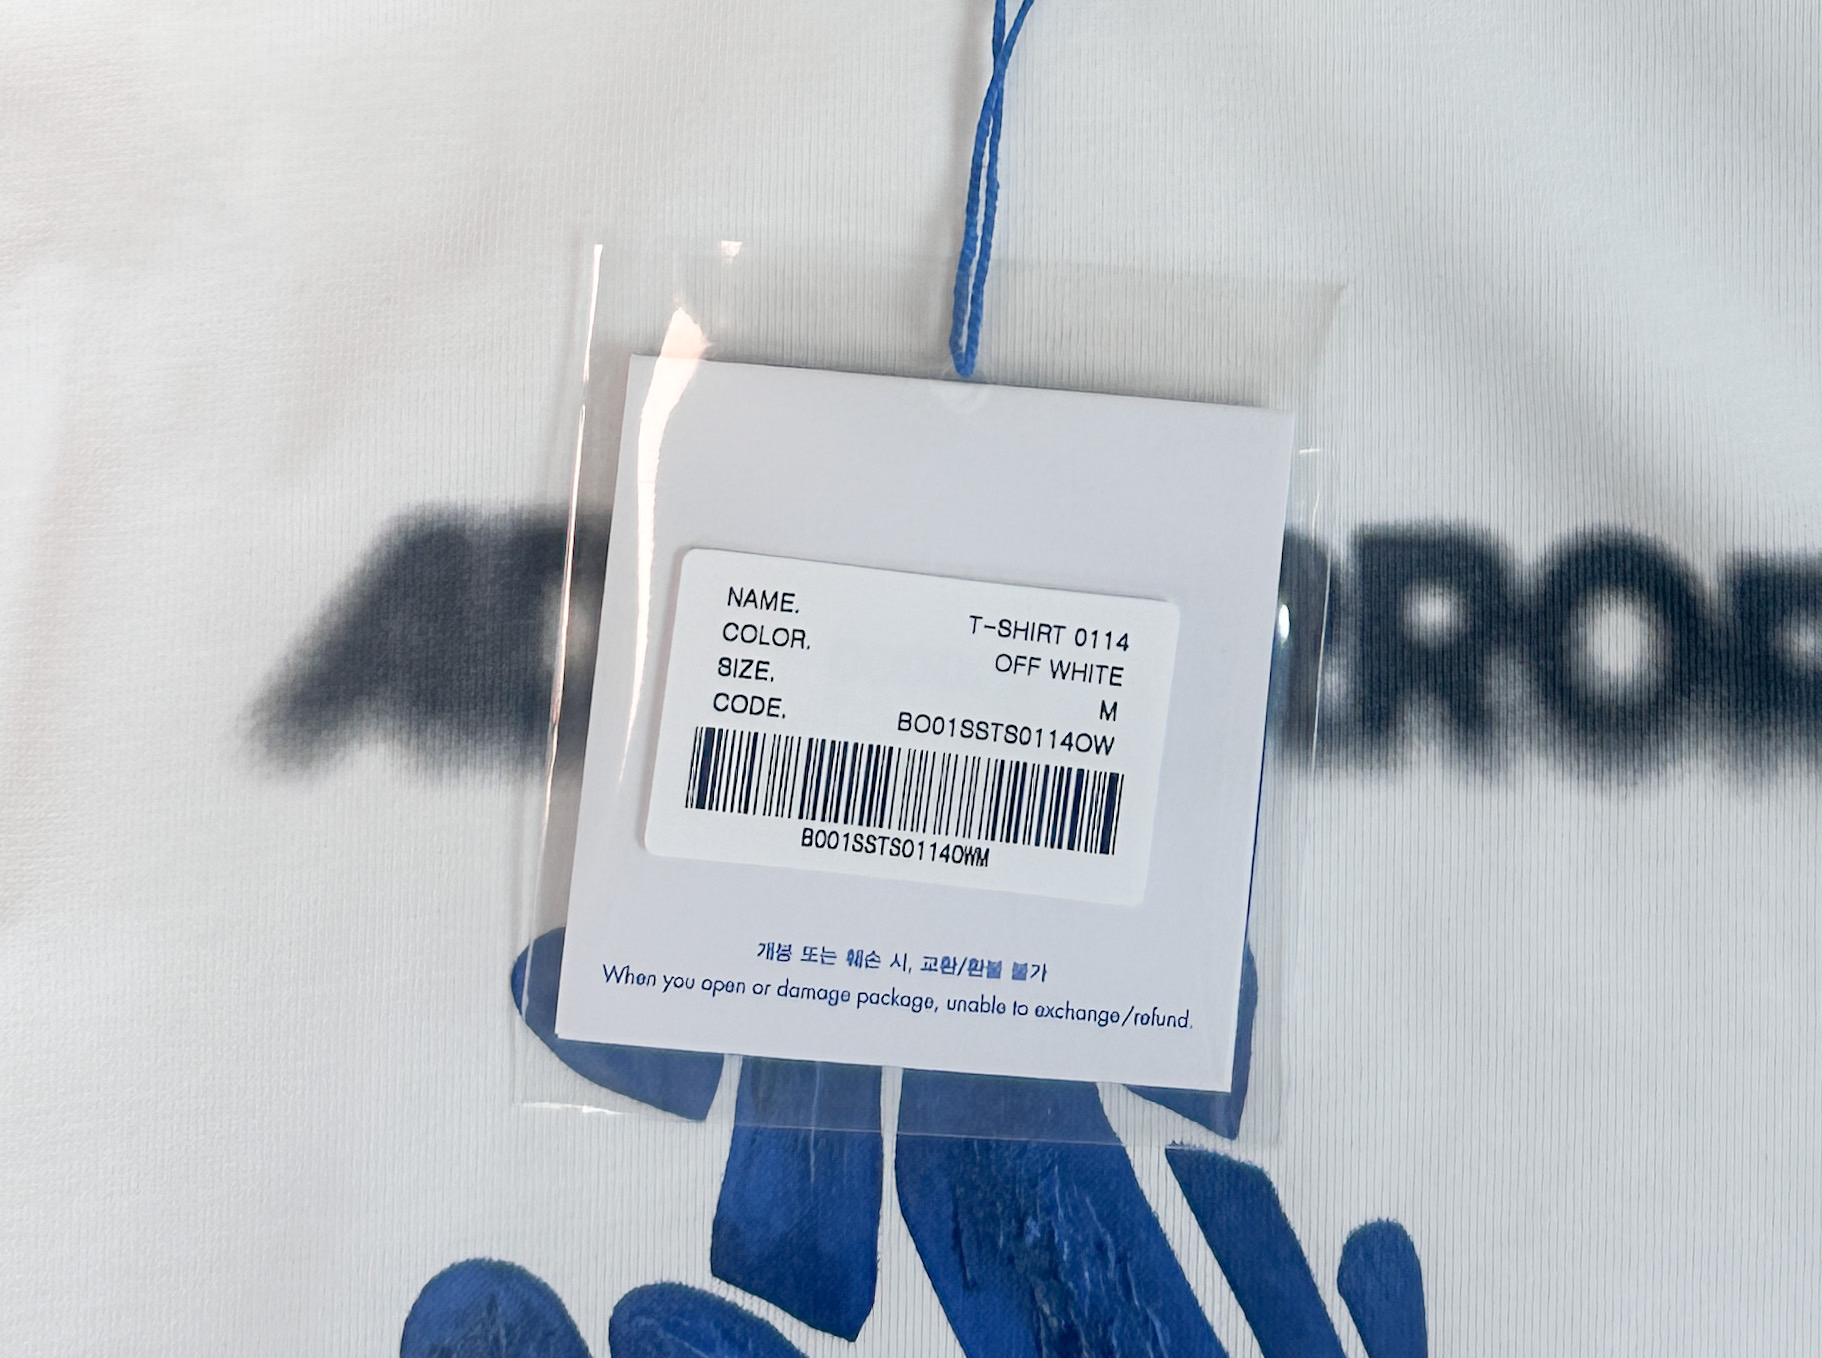 NAME. T-SHIRT 0114
COLOR. OFF WHITE
SIZE. M
CODE. BO01SSTS0114OW
BO01SSTS0114OWM
개봉 또는 훼손 시, 교환/환불 불가
When you open or damage package, unable to exchange/refund.